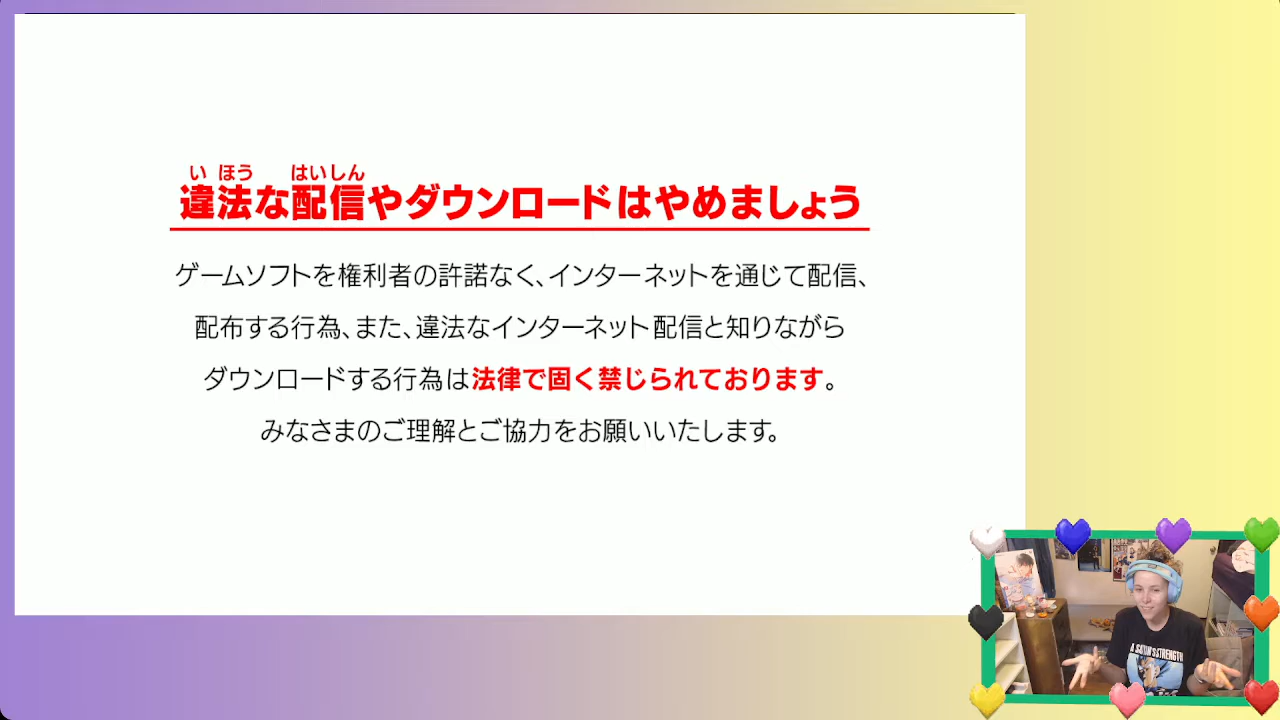 い ほう はいしん
違法な配信やダウンロードはやめましょう
ゲームソフトを権利者の許諾なく、インターネットを通じて配信、
配布する行為、また、違法なインターネット配信と知りながら
ダウンロードする行為は法律で固く禁じられております。
みなさまのご理解とご協力をお願いいたします。